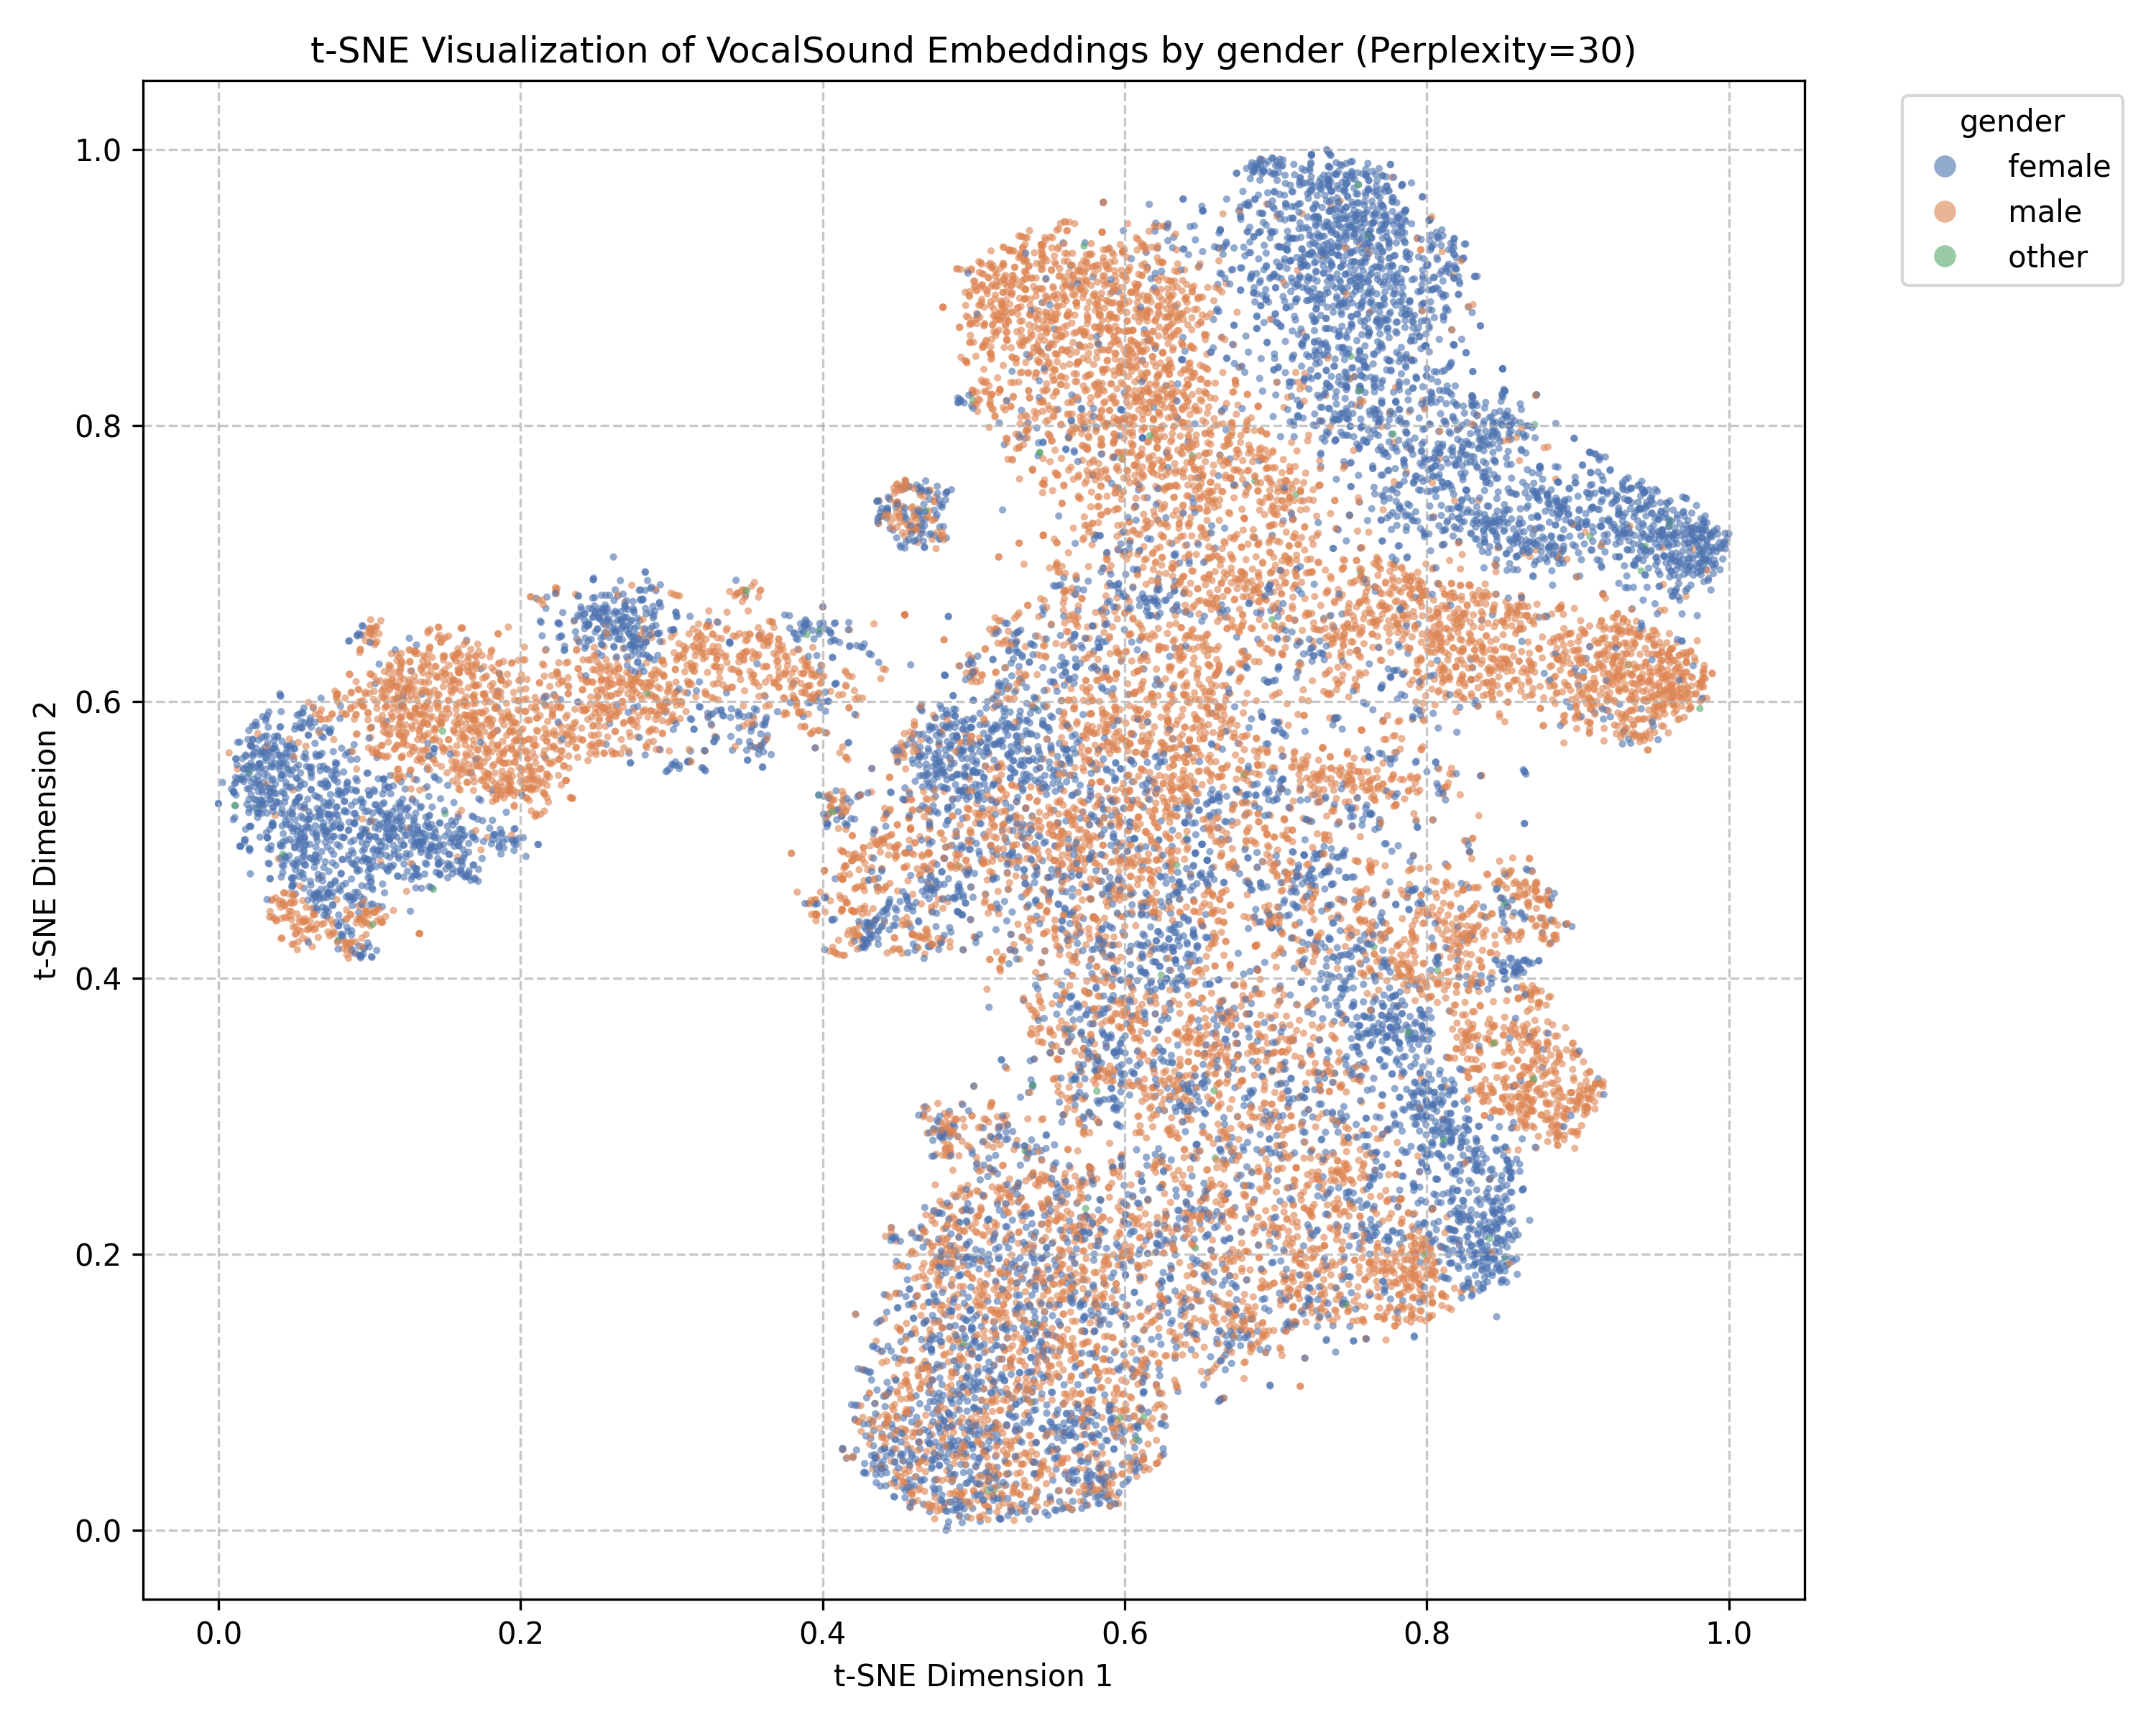 t-SNE Visualization of VocalSound Embeddings by gender (Perplexity=30)
gender
female
male
other
1.0
0.8
0.6
0.4
0.2
0.0
t-SNE Dimension 2
0.0 0.2 0.4 0.6 0.8 1.0
t-SNE Dimension 1